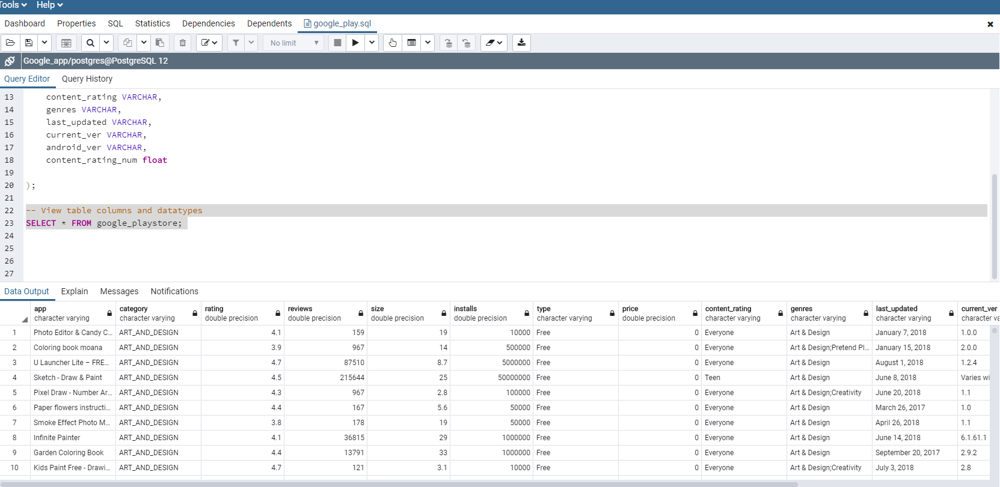 Tools Help
Dashboard Properties SQL Statistics Dependencies Dependents google_play.sql
No limit
Google_app/postgres@PostgreSQL 12
Query Editor Query History
13 content_rating VARCHAR,
14 genres VARCHAR,
15 last_updated VARCHAR,
16 current_ver VARCHAR,
17 android_ver VARCHAR,
18 content_rating_num float
19
20 );
21
22 -- View table columns and datatypes
23 SELECT * FROM google_playstore;
24
25
26
27
Data Output Explain Messages Notifications
app category rating reviews size installs type price content_rating genres last_updated current_ver
character varying character varying double precision double precision double precision double precision character varying double precision character varying character varying character varying character va
1 Photo Editor & Candy C... ART_AND_DESIGN 4.1 159 19 10000 Free 0 Everyone Art & Design January 7, 2018 1.0.0
2 Coloring book moana ART_AND_DESIGN 3.9 967 14 500000 Free 0 Everyone Art & Design;Pretend Pl... January 15, 2018 2.0.0
3 U Launcher Lite – FRE... ART_AND_DESIGN 4.7 87510 8.7 5000000 Free 0 Everyone Art & Design August 1, 2018 1.2.4
4 Sketch - Draw & Paint ART_AND_DESIGN 4.5 215644 25 50000000 Free 0 Teen Art & Design June 8, 2018 Varies wi
5 Pixel Draw - Number Ar... ART_AND_DESIGN 4.3 967 2.8 100000 Free 0 Everyone Art & Design;Creativity June 20, 2018 1.1
6 Paper flowers instructi... ART_AND_DESIGN 4.4 167 5.6 50000 Free 0 Everyone Art & Design March 26, 2017 1.0
7 Smoke Effect Photo M... ART_AND_DESIGN 3.8 178 19 50000 Free 0 Everyone Art & Design April 26, 2018 1.1
8 Infinite Painter ART_AND_DESIGN 4.1 36815 29 1000000 Free 0 Everyone Art & Design June 14, 2018 6.1.61.1
9 Garden Coloring Book ART_AND_DESIGN 4.4 13791 33 1000000 Free 0 Everyone Art & Design September 20, 2017 2.9.2
10 Kids Paint Free - Drawi... ART_AND_DESIGN 4.7 121 3.1 10000 Free 0 Everyone Art & Design;Creativity July 3, 2018 2.8